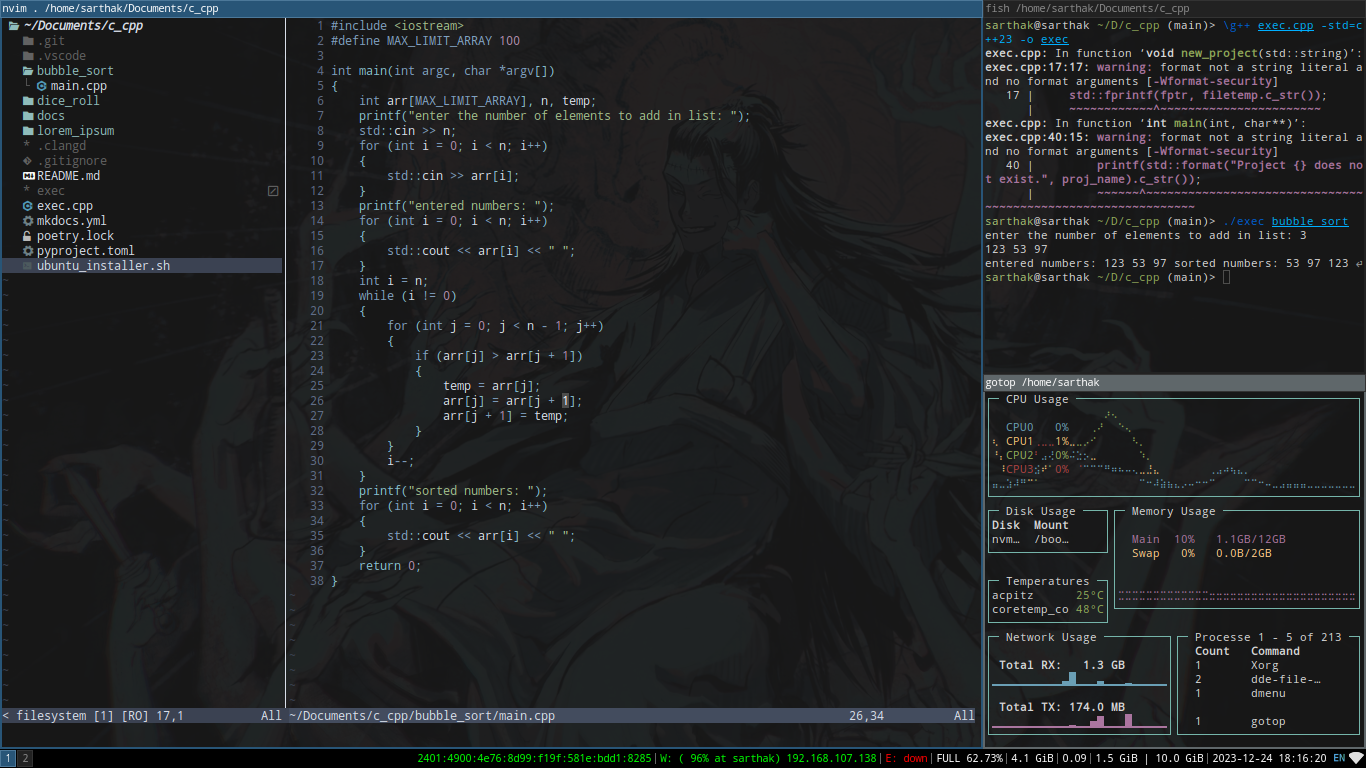 nvim . /home/sarthak/Documents/c_cpp
~/Documents/c_cpp
.git
.vscode
bubble_sort
main.cpp
dice_roll
docs
lorem_ipsum
* .clangd
.gitignore
README.md
* exec
exec.cpp
mkdocs.yml
poetry.lock
pyproject.toml
ubuntu_installer.sh
< filesystem [1] [RO] 17,1 All
1 #include <iostream>
2 #define MAX_LIMIT_ARRAY 100
3
4 int main(int argc, char *argv[])
5 {
6 int arr[MAX_LIMIT_ARRAY], n, temp;
7 printf("enter the number of elements to add in list: ");
8 std::cin >> n;
9 for (int i = 0; i < n; i++)
10 {
11 std::cin >> arr[i];
12 }
13 printf("entered numbers: ");
14 for (int i = 0; i < n; i++)
15 {
16 std::cout << arr[i] << " ";
17 }
18 int i = n;
19 while (i != 0)
20 {
21 for (int j = 0; j < n - 1; j++)
22 {
23 if (arr[j] > arr[j + 1])
24 {
25 temp = arr[j];
26 arr[j] = arr[j + 1];
27 arr[j + 1] = temp;
28 }
29 }
30 i--;
31 }
32 printf("sorted numbers: ");
33 for (int i = 0; i < n; i++)
34 {
35 std::cout << arr[i] << " ";
36 }
37 return 0;
38 }
~/Documents/c_cpp/bubble_sort/main.cpp 26,34 All
fish /home/sarthak/Documents/c_cpp
sarthak@sarthak ~/D/c_cpp (main)> \g++ exec.cpp -std=c
++23 -o exec
exec.cpp: In function ‘void new_project(std::string)’:
exec.cpp:17:17: warning: format not a string literal a
nd no format arguments [-Wformat-security]
17 | std::fprintf(fptr, filetemp.c_str());
| ~~~~~~~~~~~~^~~~~~~~~~~~~~~~~~~~~~~~
exec.cpp: In function ‘int main(int, char**)’:
exec.cpp:40:15: warning: format not a string literal a
nd no format arguments [-Wformat-security]
40 | printf(std::format("Project {} does no
t exist.", proj_name).c_str());
| ~~~~~~^~~~~~~~~~~~~~~~~~~~~~~~~~~~~~~~
~~~~~~~~~~~~~~~~~~~~~~~~~~~~~~
sarthak@sarthak ~/D/c_cpp (main)> ./exec bubble_sort
enter the number of elements to add in list: 3
123 53 97
entered numbers: 123 53 97 sorted numbers: 53 97 123 ⏎
sarthak@sarthak ~/D/c_cpp (main)>
gotop /home/sarthak
CPU Usage
CPU0 0%
CPU1 1%
CPU2 0%
CPU3 0%
Disk Usage
Disk Mount
nvm… /boo…
Memory Usage
Main 10% 1.1GB/12GB
Swap 0% 0.0B/2GB
Temperatures
acpitz 25°C
coretemp_co 48°C
Network Usage
Total RX: 1.3 GB
Total TX: 174.0 MB
Processe 1 - 5 of 213
Count Command
1 Xorg
2 dde-file-…
1 dmenu
1 gotop
1 2 2401:4900:4e76:8d99:f19f:581e:bdd1:8285|W: ( 96% at sarthak) 192.168.107.138|E: down|FULL 62.73%|4.1 GiB|0.09|1.5 GiB | 10.0 GiB|2023-12-24 18:16:20 EN